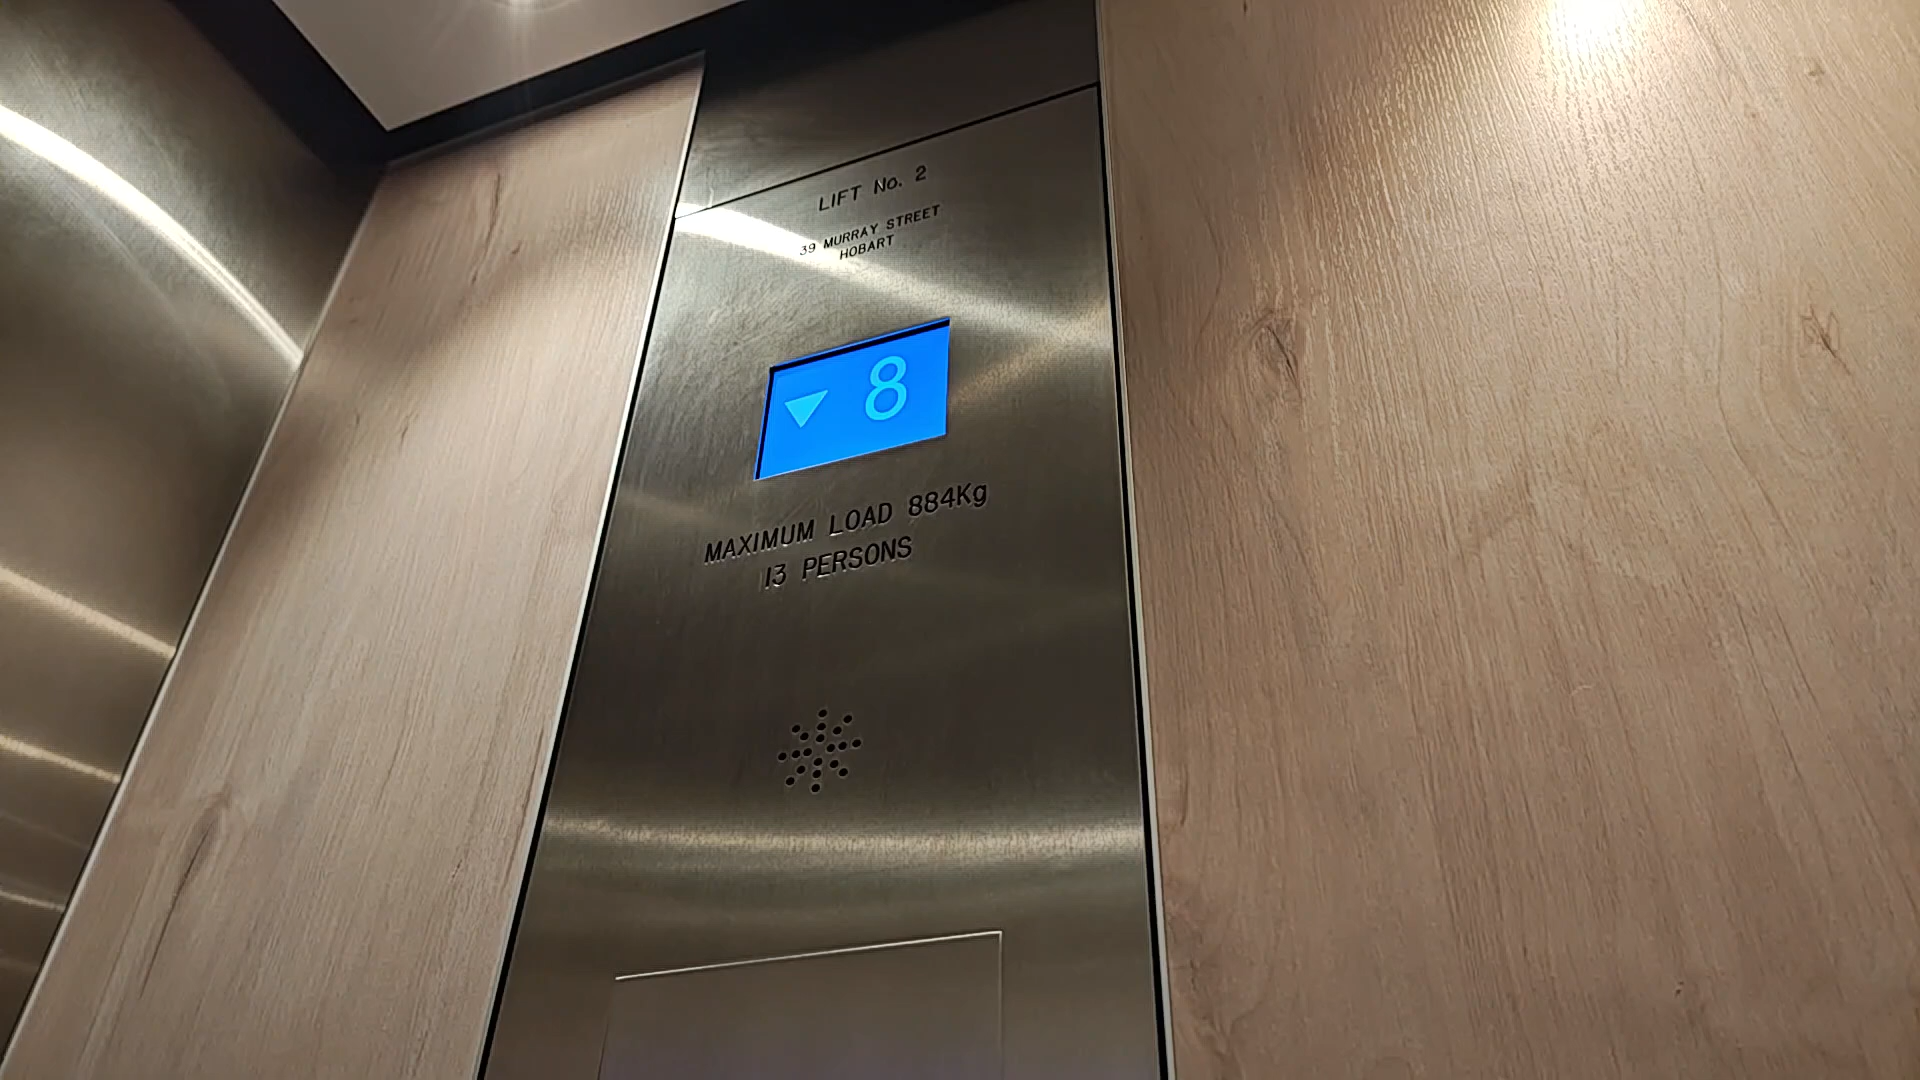 LIFT No. 2
39 MURRAY STREET
HOBART
8
MAXIMUM LOAD 884Kg
13 PERSONS